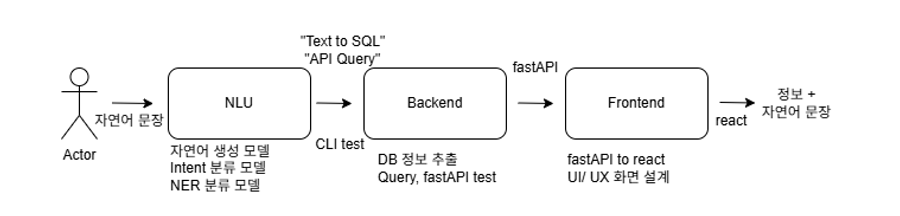 "Text to SQL"
"API Query"
fastAPI
NLU
Backend
Frontend
정보 +
자연어 문장
자연어 문장
react
CLI test
Actor
자연어 생성 모델
Intent 분류 모델
NER 분류 모델
DB 정보 추출
Query, fastAPI test
fastAPI to react
UI/ UX 화면 설계